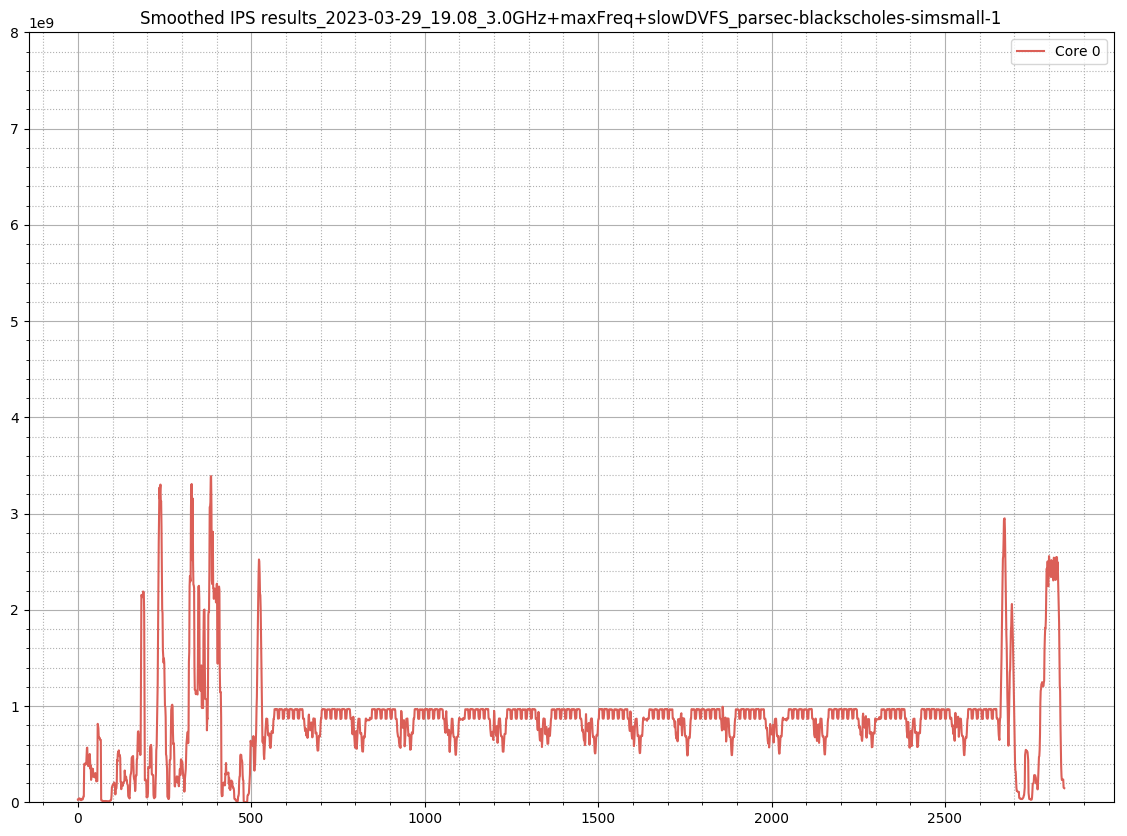 Smoothed IPS results_2023-03-29_19.08_3.0GHz+maxFreq+slowDVFS_parsec-blackscholes-simsmall-1
1e9
8
Core 0
7
6
5
4
3
2
1
0
0 500 1000 1500 2000 2500